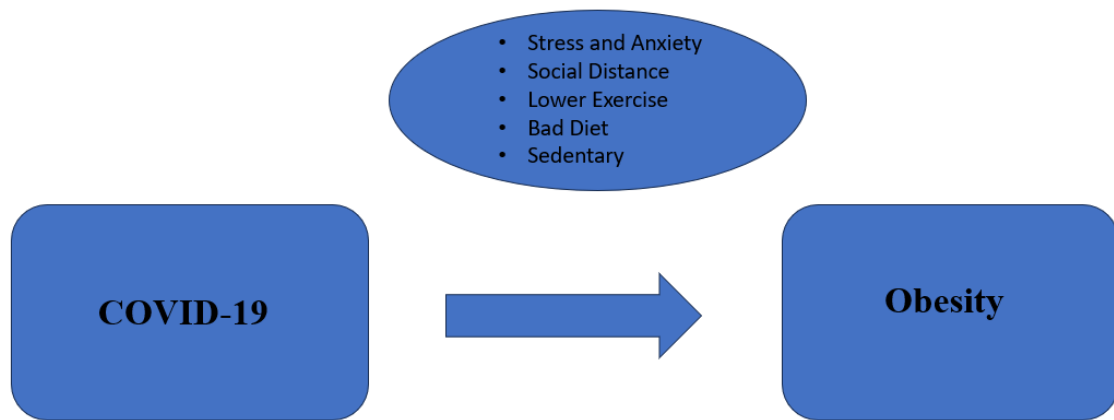 • Stress and Anxiety
• Social Distance
• Lower Exercise
• Bad Diet
• Sedentary
COVID-19
Obesity